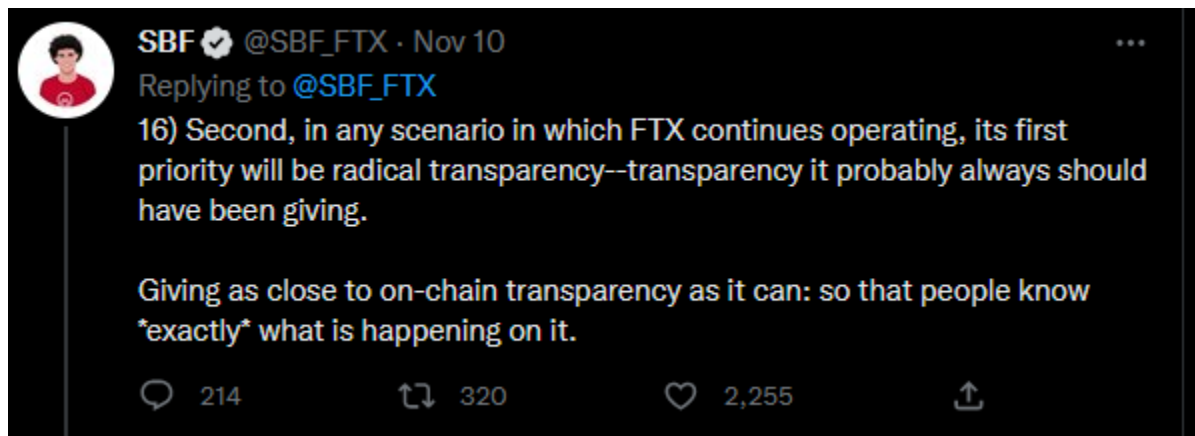 SBF @SBF_FTX · Nov 10
Replying to @SBF_FTX
16) Second, in any scenario in which FTX continues operating, its first
priority will be radical transparency--transparency it probably always should
have been giving.
Giving as close to on-chain transparency as it can: so that people know
*exactly* what is happening on it.
214 320 2,255